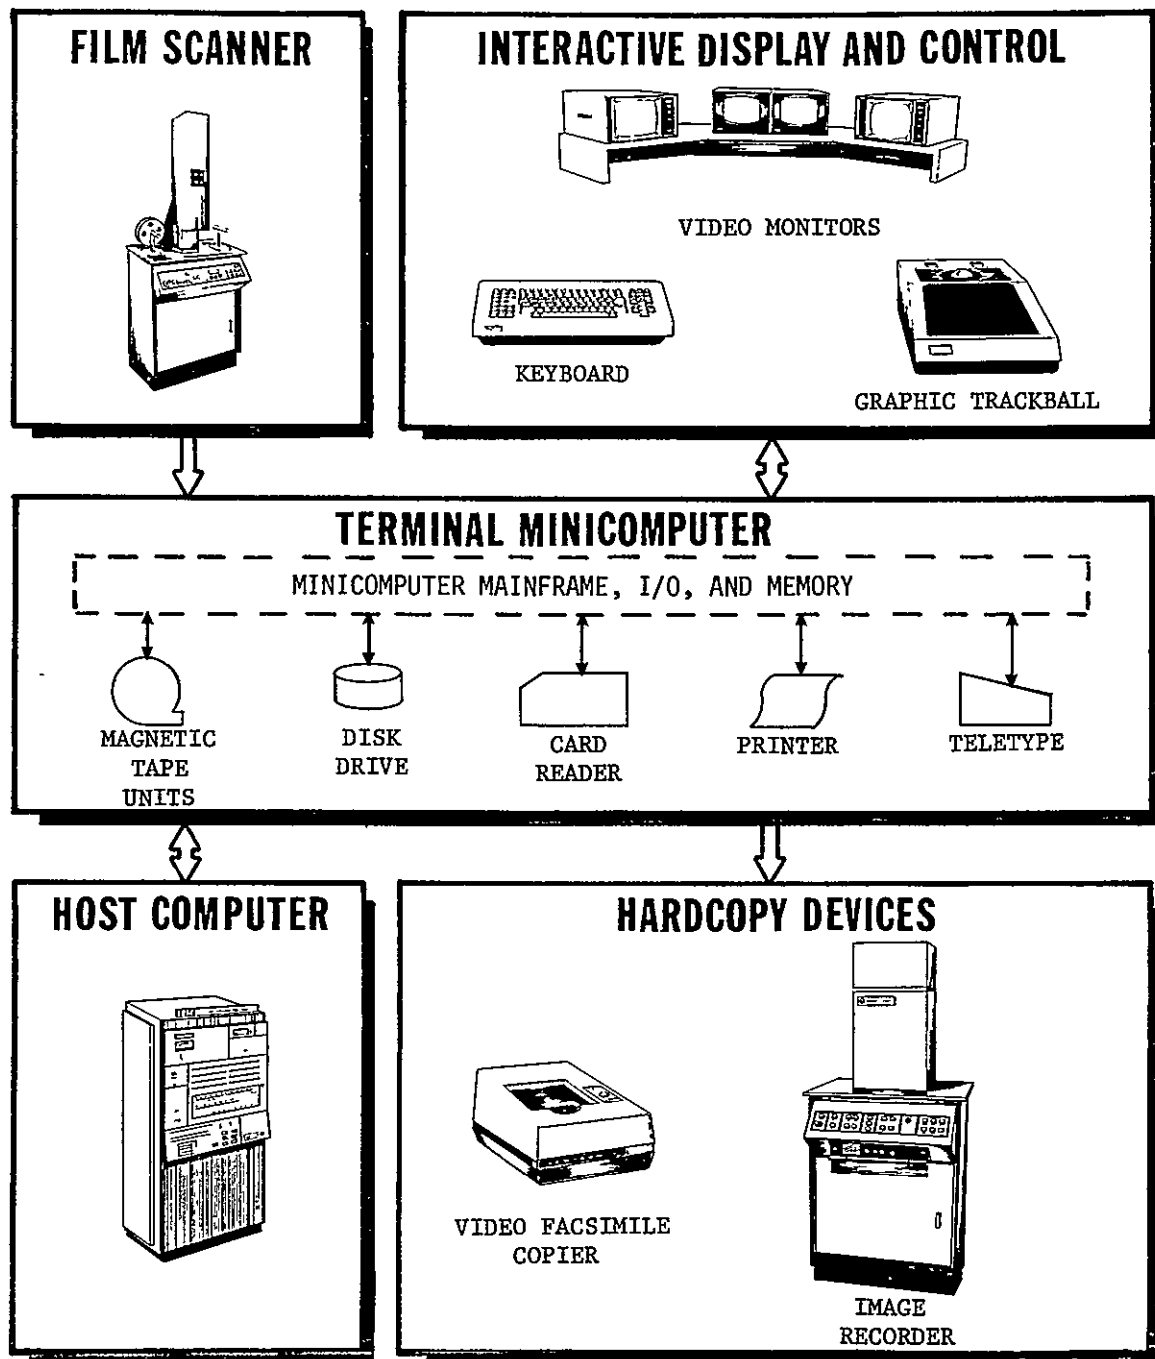 FILM SCANNER
INTERACTIVE DISPLAY AND CONTROL
VIDEO MONITORS
KEYBOARD
GRAPHIC TRACKBALL
TERMINAL MINICOMPUTER
MINICOMPUTER MAINFRAME, I/O, AND MEMORY
MAGNETIC
TAPE
UNITS
DISK
DRIVE
CARD
READER
PRINTER
TELETYPE
HOST COMPUTER
HARDCOPY DEVICES
VIDEO FACSIMILE
COPIER
IMAGE
RECORDER